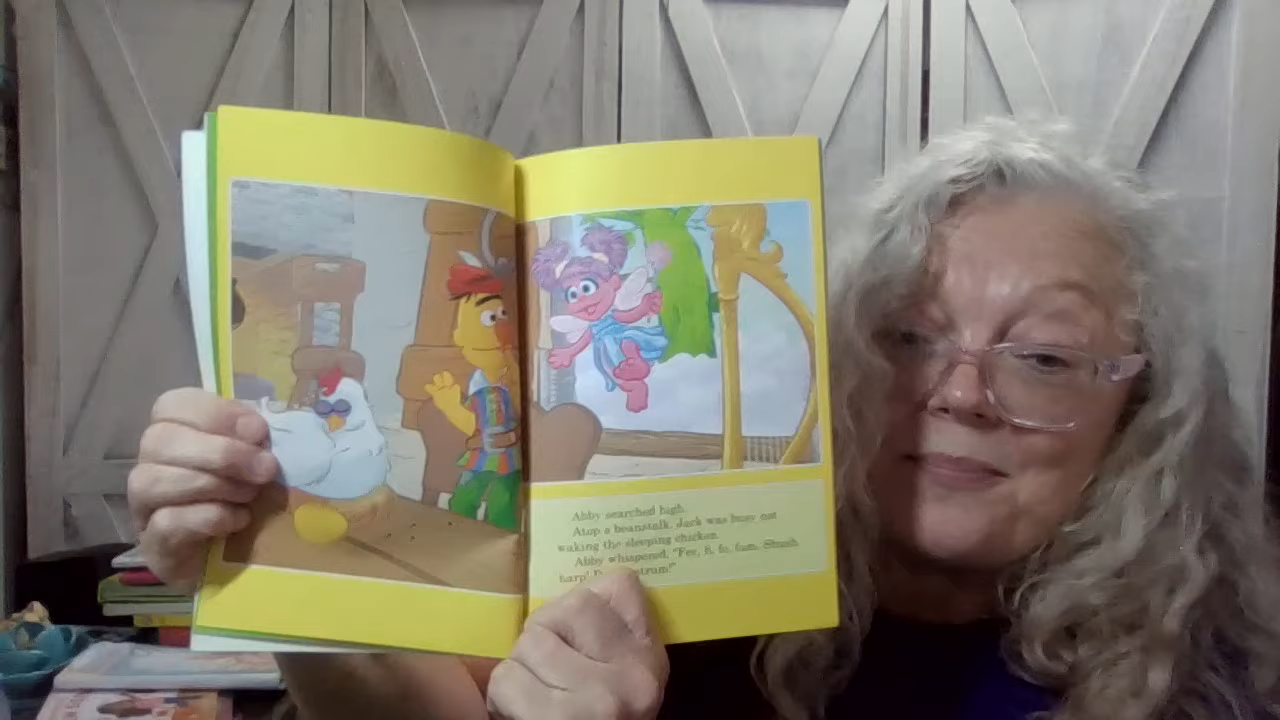 Abby searched high.
Atop a beanstalk, Jack was busy not
waking the sleeping chicken.
Abby whispered, "Fee, fi, fo, fum. Shush
harp!